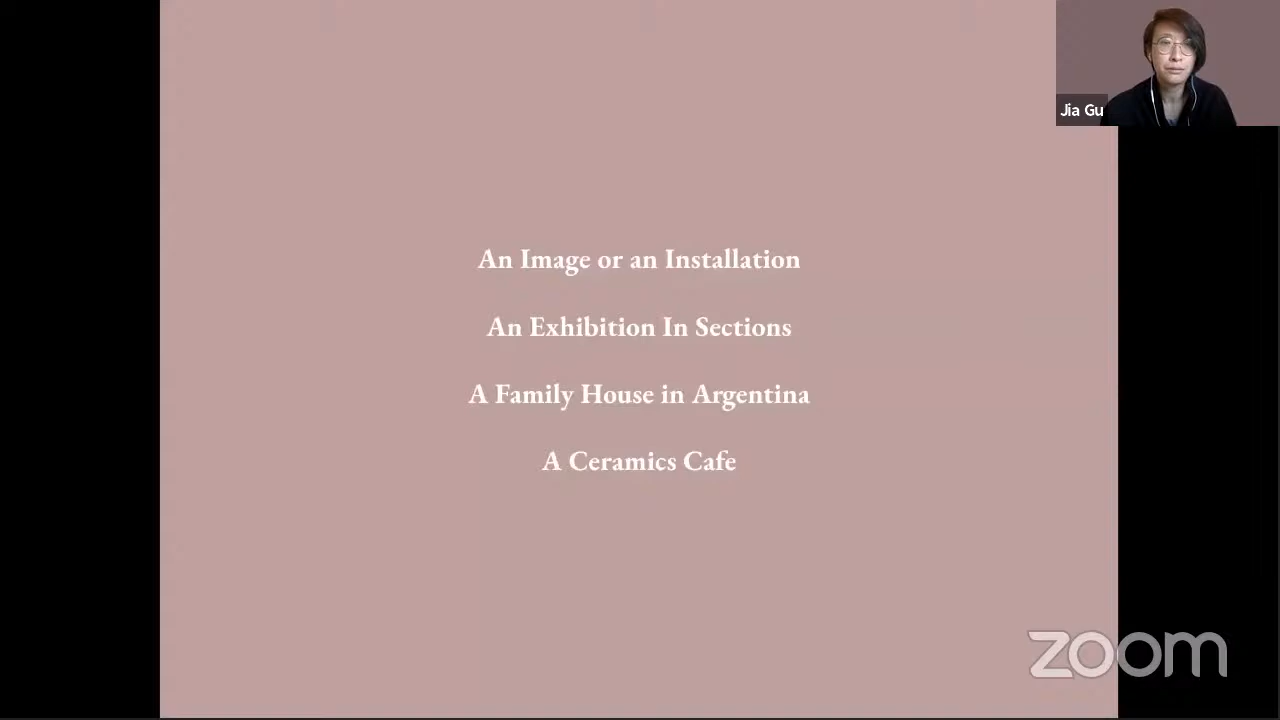 Jia Gu
An Image or an Installation
An Exhibition In Sections
A Family House in Argentina
A Ceramics Cafe
zoom